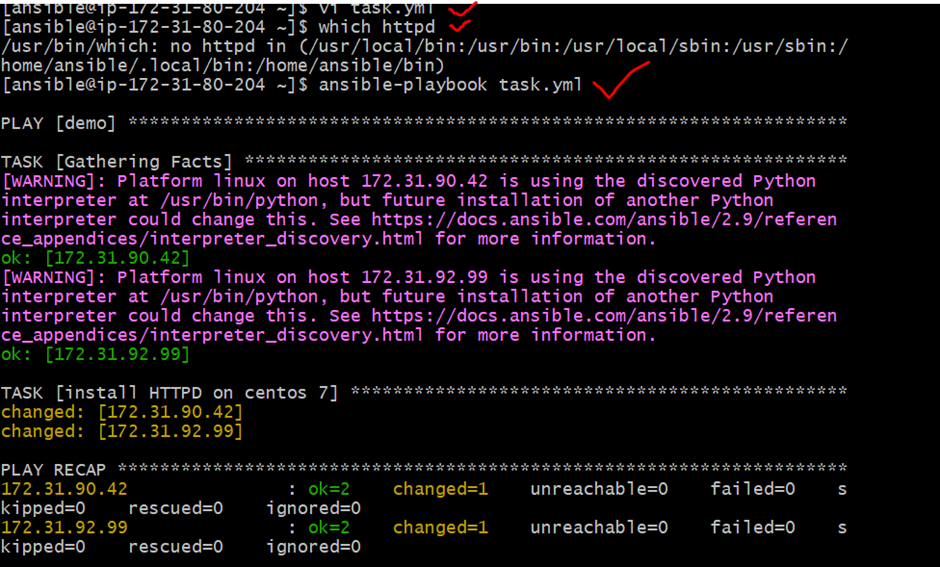 [ansible@ip-172-31-80-204 ~]$ vi task.yml
[ansible@ip-172-31-80-204 ~]$ which httpd
/usr/bin/which: no httpd in (/usr/local/bin:/usr/bin:/usr/local/sbin:/usr/sbin:/
home/ansible/.local/bin:/home/ansible/bin)
[ansible@ip-172-31-80-204 ~]$ ansible-playbook task.yml
PLAY [demo] ********************************************************************
TASK [Gathering Facts] *********************************************************
[WARNING]: Platform linux on host 172.31.90.42 is using the discovered Python
interpreter at /usr/bin/python, but future installation of another Python
interpreter could change this. See https://docs.ansible.com/ansible/2.9/referen
ce_appendices/interpreter_discovery.html for more information.
ok: [172.31.90.42]
[WARNING]: Platform linux on host 172.31.92.99 is using the discovered Python
interpreter at /usr/bin/python, but future installation of another Python
interpreter could change this. See https://docs.ansible.com/ansible/2.9/referen
ce_appendices/interpreter_discovery.html for more information.
ok: [172.31.92.99]
TASK [install HTTPD on centos 7] ***********************************************
changed: [172.31.90.42]
changed: [172.31.92.99]
PLAY RECAP *********************************************************************
172.31.90.42               : ok=2    changed=1    unreachable=0    failed=0    s
kipped=0    rescued=0    ignored=0
172.31.92.99               : ok=2    changed=1    unreachable=0    failed=0    s
kipped=0    rescued=0    ignored=0